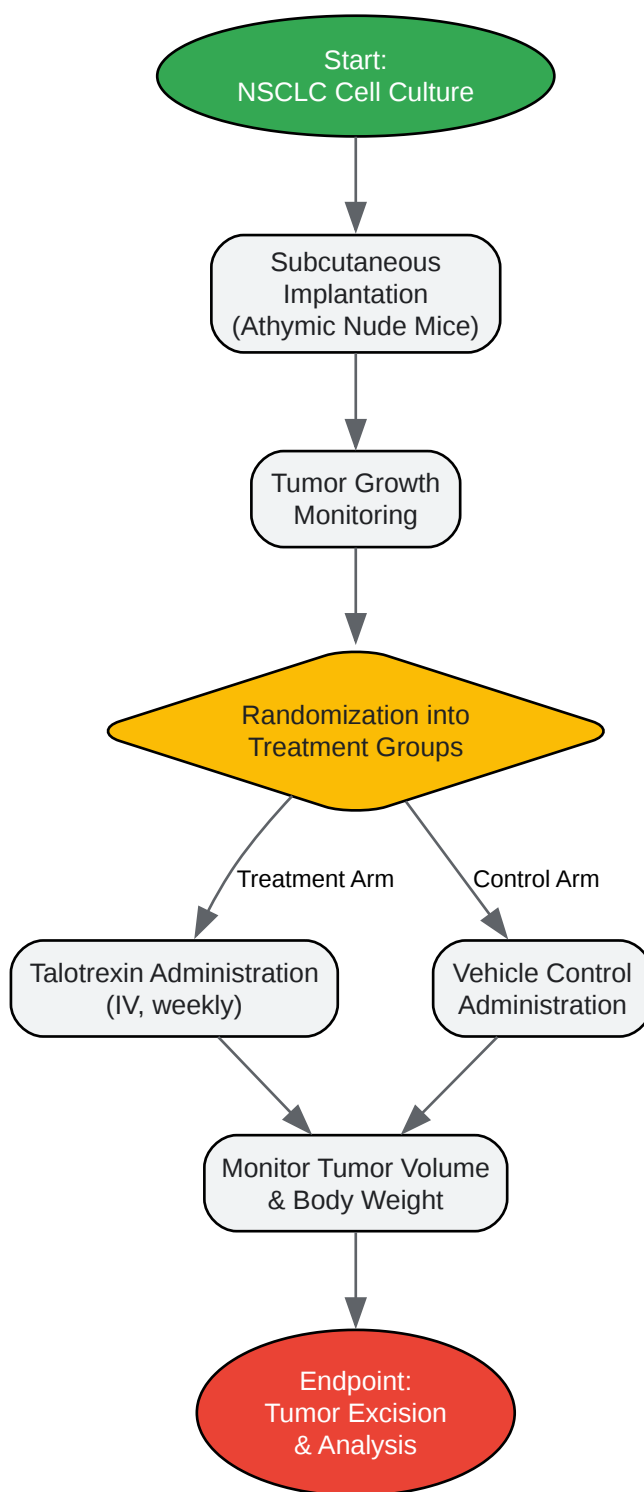 Start:
NSCLC Cell Culture
Subcutaneous
Implantation
(Athymic Nude Mice)
Tumor Growth
Monitoring
Randomization into
Treatment Groups
Treatment Arm
Control Arm
Talotrexin Administration
(IV, weekly)
Vehicle Control
Administration
Monitor Tumor Volume
& Body Weight
Endpoint:
Tumor Excision
& Analysis